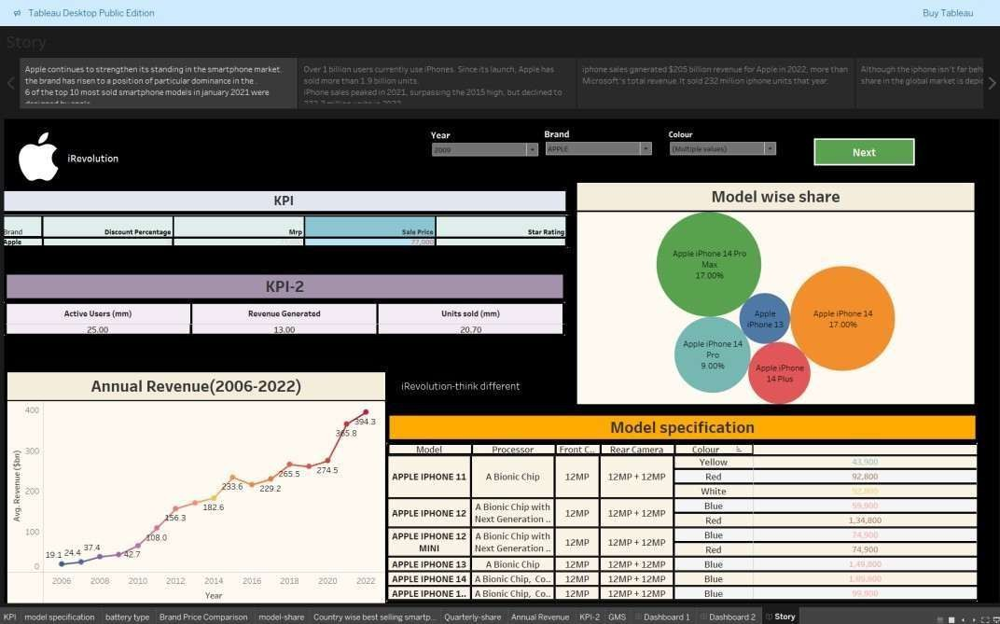 Tableau Desktop Public Edition
Buy Tableau
Story
Apple continues to strengthen its standing in the smartphone market.
the brand has risen to a position of particular dominance in the .
6 of the top 10 most sold smartphone models in january 2021 were
designed by apple
Over 1 billion users currently use iPhones. Since its launch, Apple has
sold more than 1.9 billion units.
iPhone sales peaked in 2021, surpassing the 2015 high, but declined to
million units in 2022
iphone sales ganerated $205 billion revenue for Apple in 2022, more than
Microsoft's total revenue. It sold 232 million iphone units that year.
Although the iphone isn't far beh
share in the global market is depic
iRevolution
Year
2009
Brand
APPLE
Colour
(Multiple values)
Next
KPI
Brand Discount Percentage Mrp Sale Price Star Rating
Apple 77,000
KPI-2
Active Users (mm) Revenue Generated Units sold (mm)
25.00 13.00 20.70
Model wise share
Apple iPhone 14 Pro
Max
17.00%
Apple
iPhone 13
Apple iPhone 14
17.00%
Apple iPhone 14
Pro
9.00%
Apple iPhone
14 Plus
Annual Revenue(2006-2022)
Avg. Revenue ($bn)
400
300
200
100
0
19.1
24.4
37.4
42.7
108.0
156.3
182.6
233.6
229.2
265.5
274.5
365.8
394.3
2006 2008 2010 2012 2014 2016 2018 2020 2022
Year
iRevolution-think different
Model specification
Model Processor Front C.. Rear Camera Colour
APPLE IPHONE 11 A Bionic Chip 12MP 12MP + 12MP Yellow 43,900
Red 92,800
White 92,800
APPLE IPHONE 12 A Bionic Chip with
Next Generation .. 12MP 12MP + 12MP Blue 59,900
Red 1,34,800
APPLE IPHONE 12
MINI A Bionic Chip with
Next Generation .. 12MP 12MP + 12MP Blue 74,900
Red 74,900
APPLE IPHONE 13 A Bionic Chip 12MP 12MP + 12MP Blue 1,49,800
APPLE IPHONE 14 A Bionic Chip, Co.. 12MP 12MP + 12MP Blue
APPLE IPHONE 1.. A Bionic Chip, Co.. 12MP 12MP + 12MP Blue 99,900
KPI model specification battery type Brand Price Comparison model-share Country wise best selling smartp... Quarterly-share Annual Revenue KPI-2 GMS Dashboard 1 Dashboard 2 Story